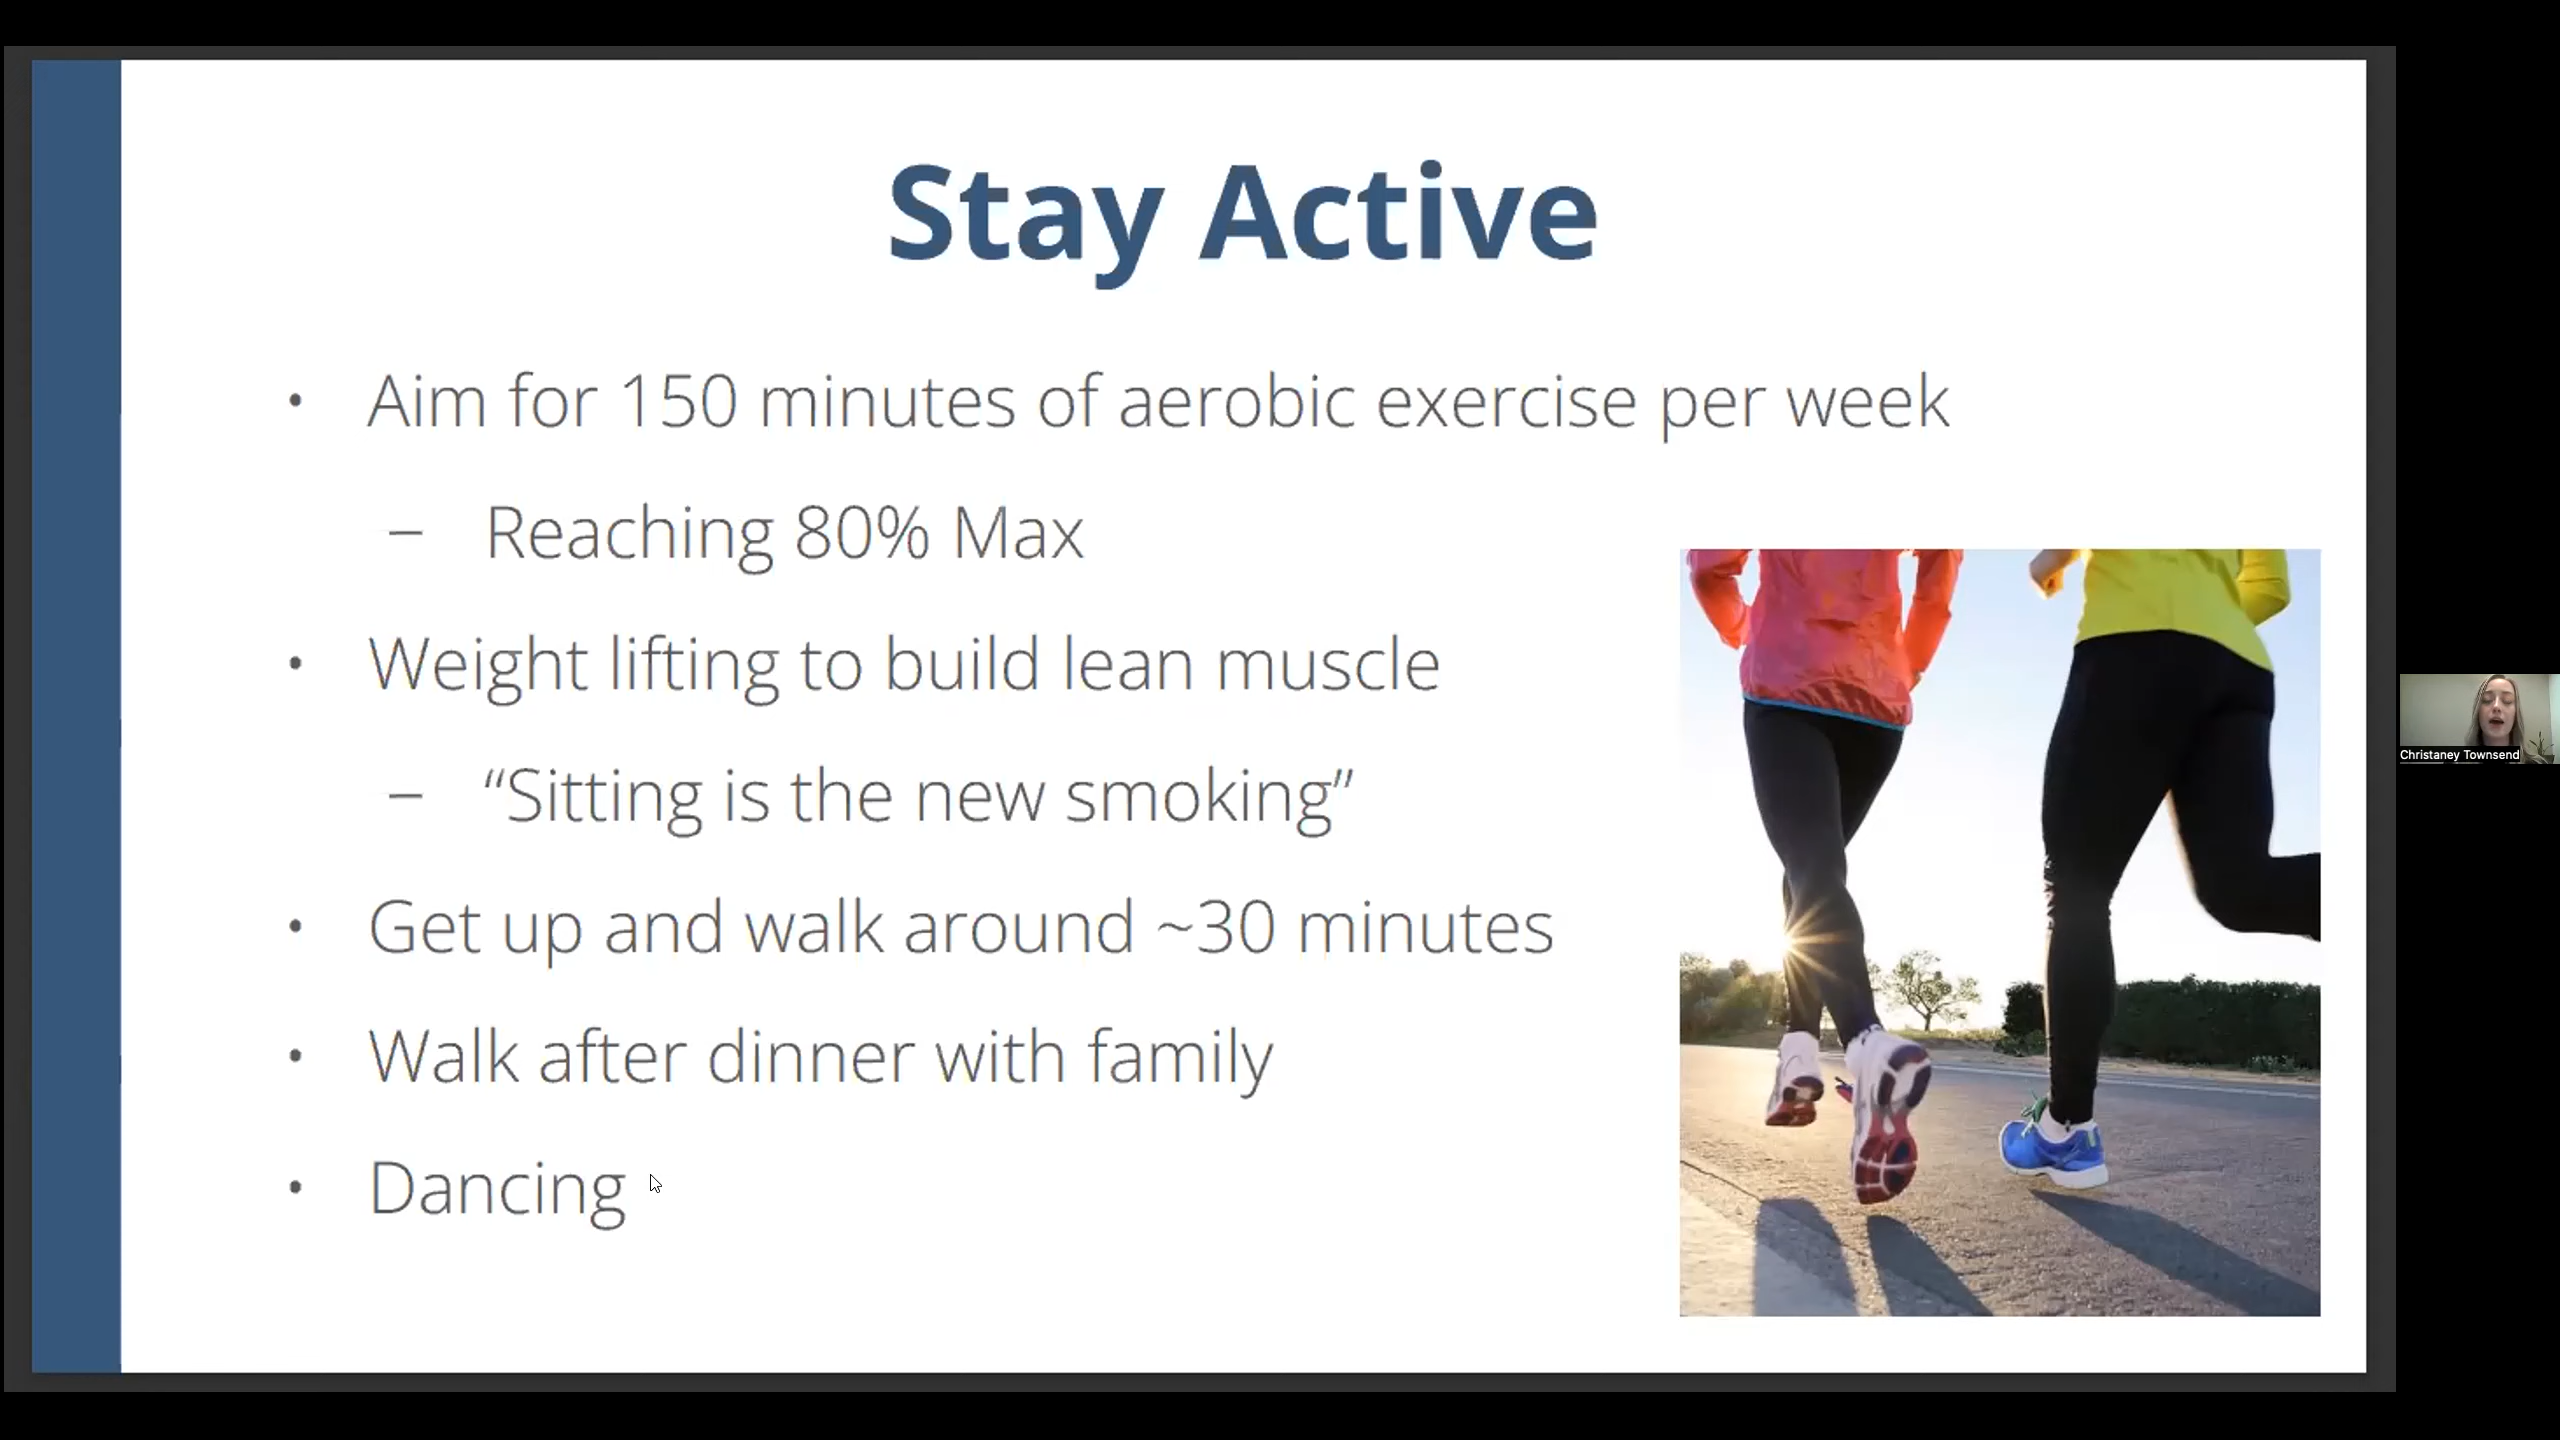 Stay Active
• Aim for 150 minutes of aerobic exercise per week
– Reaching 80% Max
• Weight lifting to build lean muscle
– “Sitting is the new smoking”
• Get up and walk around ~30 minutes
• Walk after dinner with family
• Dancing
Christaney Townsend